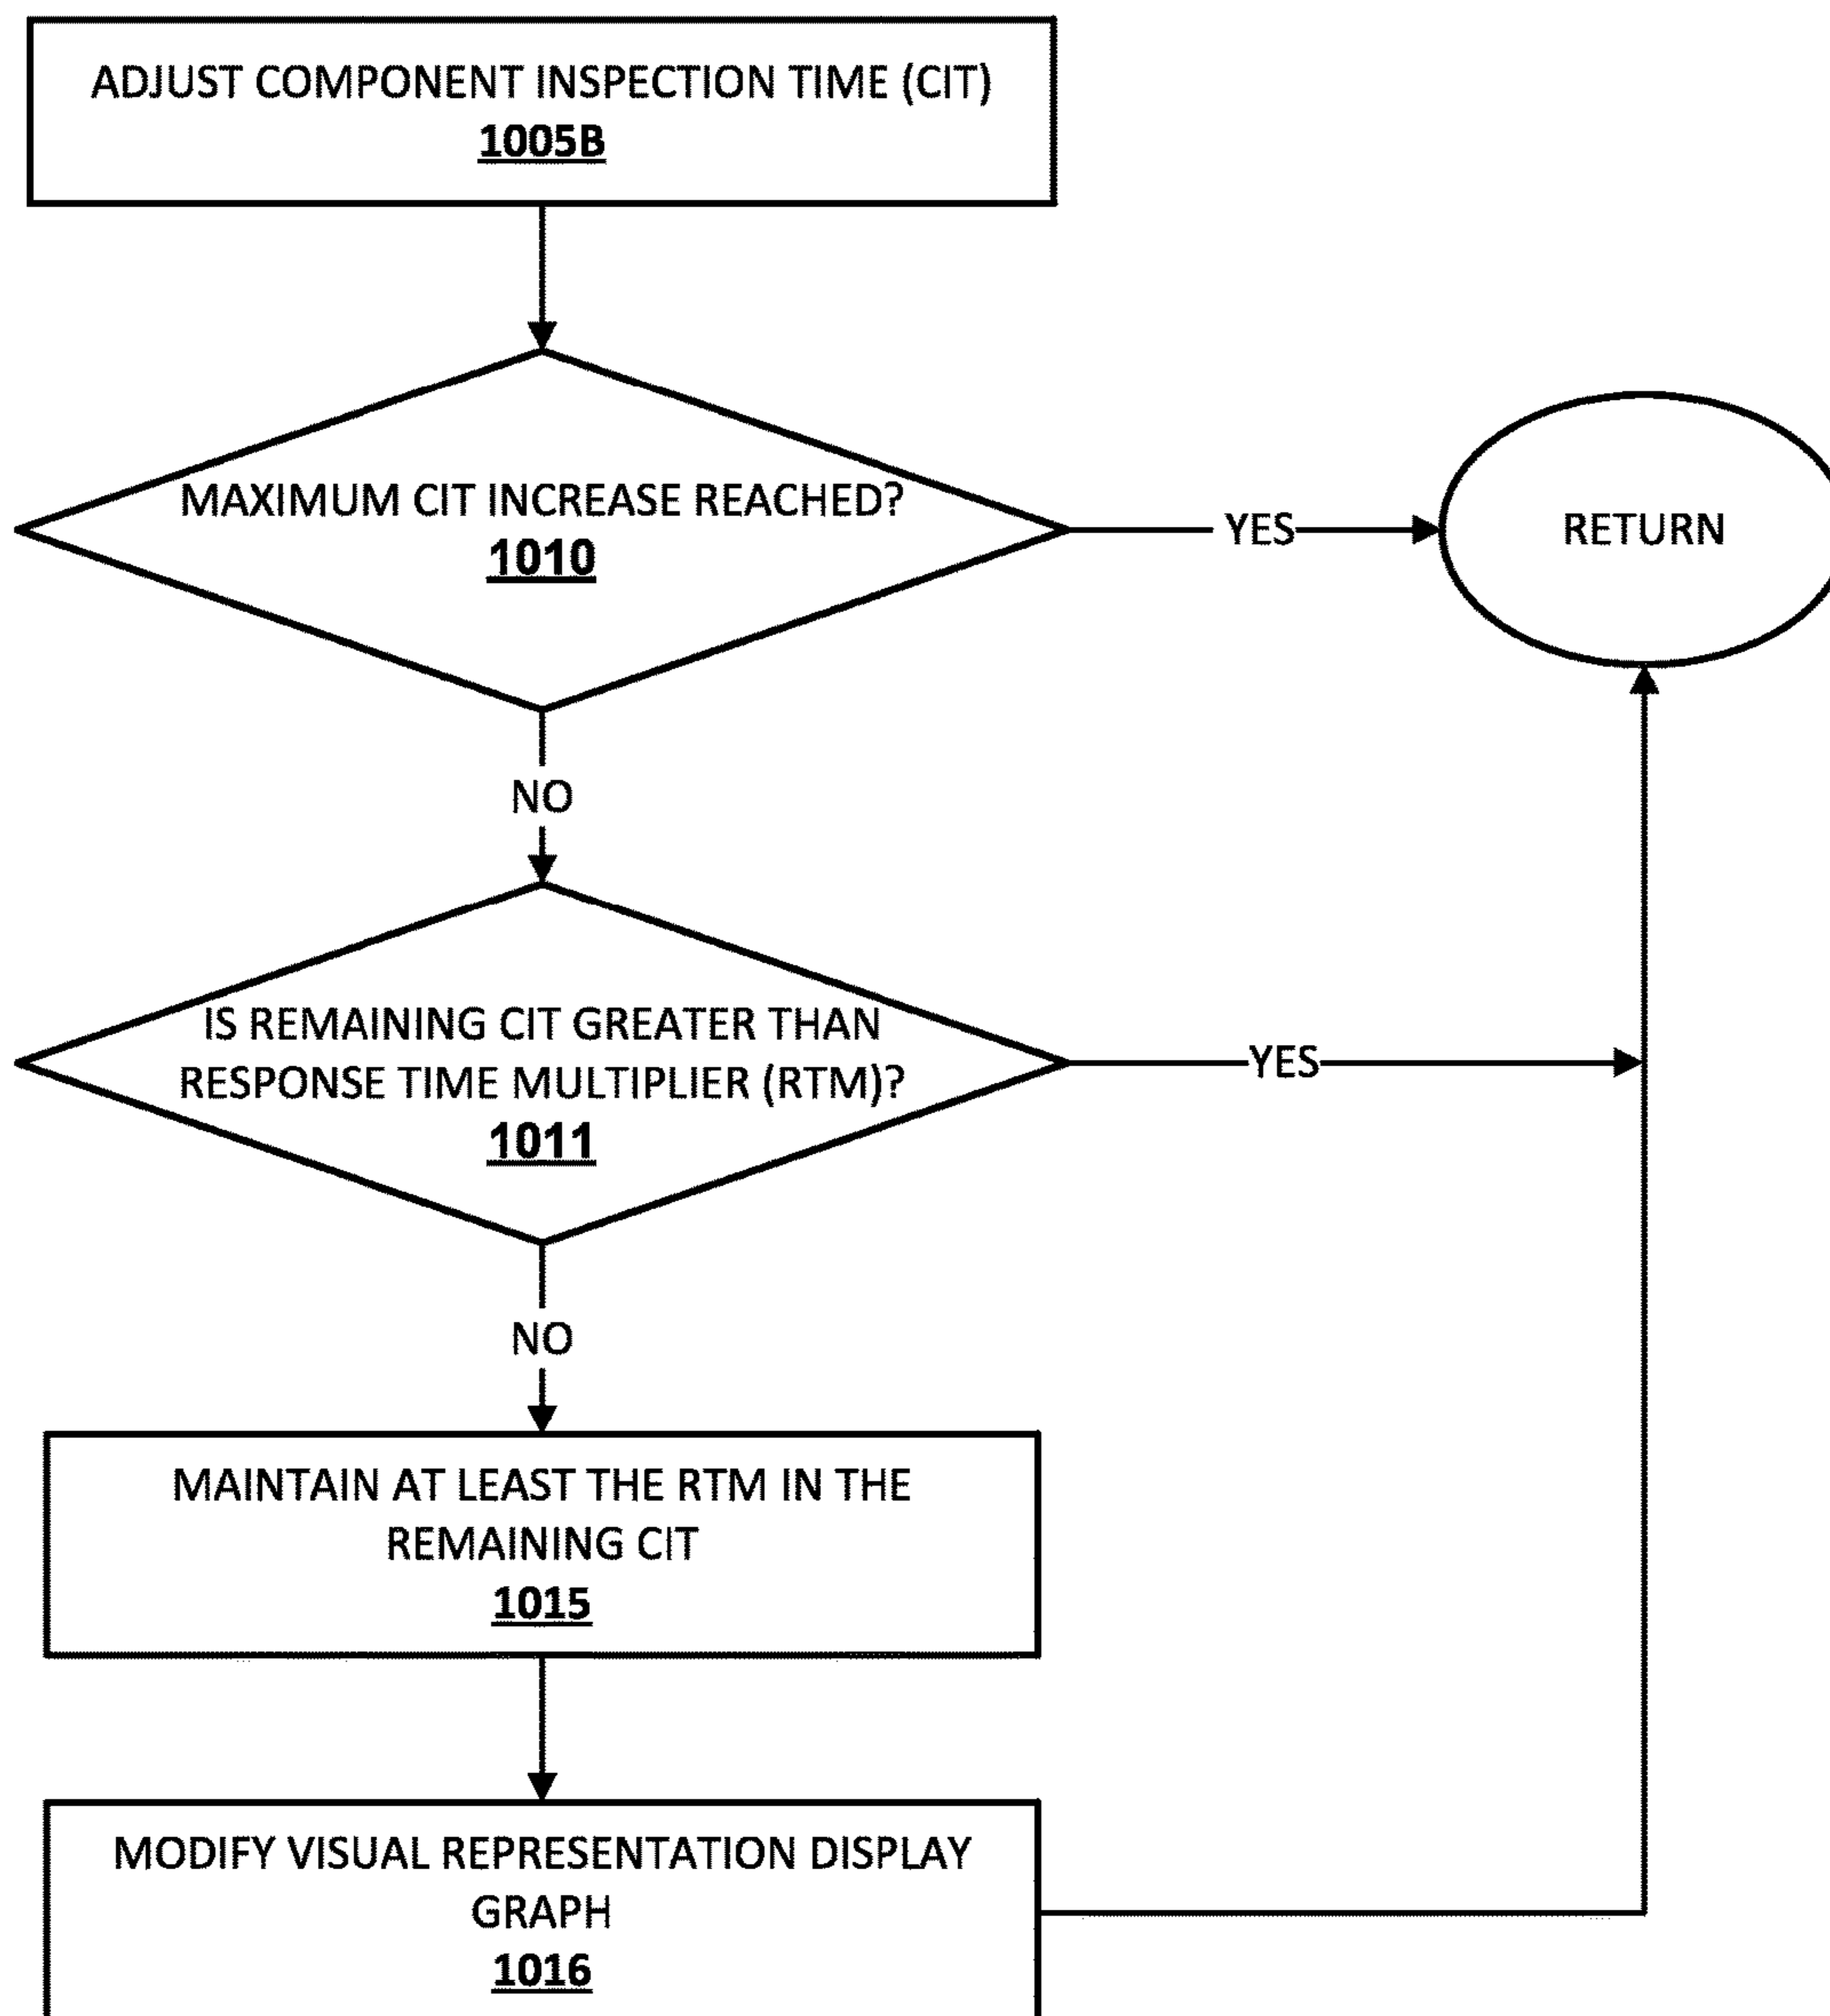 ADJUST COMPONENT INSPECTION TIME (CIT)
1005B
MAXIMUM CIT INCREASE REACHED?
1010
YES
RETURN
NO
IS REMAINING CIT GREATER THAN
RESPONSE TIME MULTIPLIER (RTM)?
1011
YES
NO
MAINTAIN AT LEAST THE RTM IN THE
REMAINING CIT
1015
MODIFY VISUAL REPRESENTATION DISPLAY
GRAPH
1016